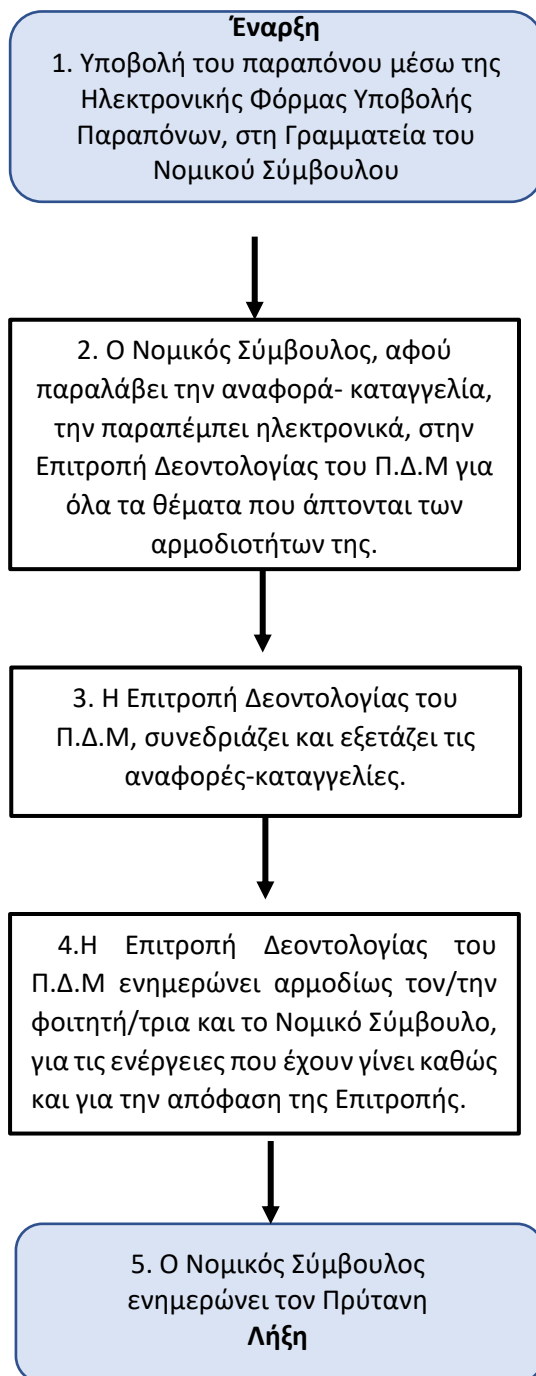 Έναρξη
1. Υποβολή του παραπόνου μέσω της
Ηλεκτρονικής Φόρμας Υποβολής
Παραπόνων, στη Γραμματεία του
Νομικού Σύμβουλου
2. Ο Νομικός Σύμβουλος, αφού
παραλάβει την αναφορά- καταγγελία,
την παραπέμπει ηλεκτρονικά, στην
Επιτροπή Δεοντολογίας του Π.Δ.Μ για
όλα τα θέματα που άπτονται των
αρμοδιοτήτων της.
3. Η Επιτροπή Δεοντολογίας του
Π.Δ.Μ, συνεδριάζει και εξετάζει τις
αναφορές-καταγγελίες.
4.Η Επιτροπή Δεοντολογίας του
Π.Δ.Μ ενημερώνει αρμοδίως τον/την
φοιτητή/τρια και το Νομικό Σύμβουλο,
για τις ενέργειες που έχουν γίνει καθώς
και για την απόφαση της Επιτροπής.
5. Ο Νομικός Σύμβουλος
ενημερώνει τον Πρύτανη
Λήξη